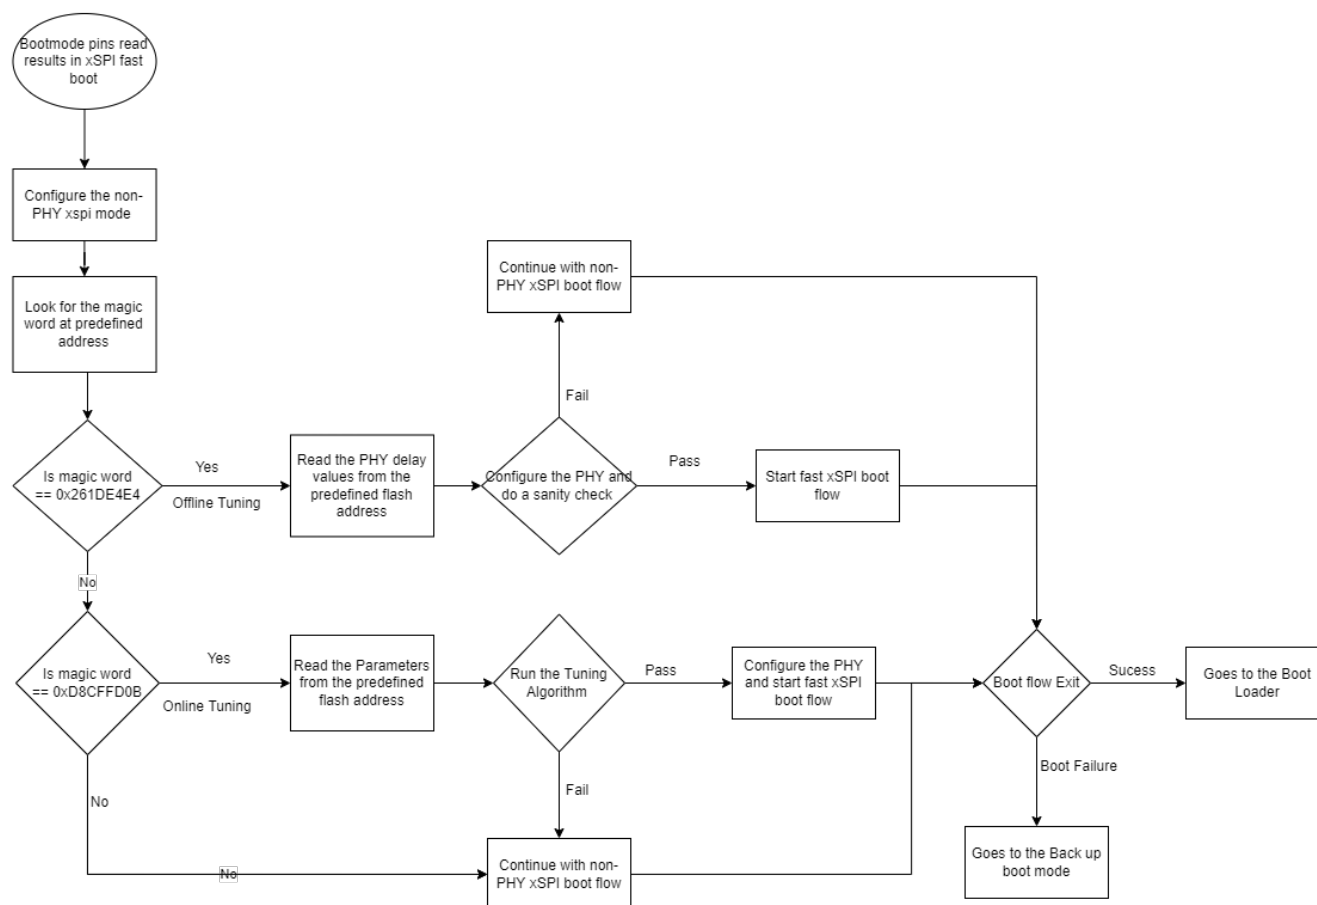 Bootmode pins read
results in xSPI fast
boot
Configure the non-
PHY xspi mode
Look for the magic
word at predefined
address
Is magic word
== 0x261DE4E4
Yes
Offline Tuning
Read the PHY delay
values from the
predefined flash
address
Configure the PHY and
do a sanity check
Fail
Continue with non-
PHY xSPI boot flow
Pass
Start fast xSPI boot
flow
No
Is magic word
== 0xD8CFFD0B
Yes
Online Tuning
Read the Parameters
from the predefined
flash address
Run the Tuning
Algorithm
Pass
Configure the PHY
and start fast xSPI
boot flow
Fail
No
No
Continue with non-
PHY xSPI boot flow
Boot flow Exit
Sucess
Goes to the Boot
Loader
Boot Failure
Goes to the Back up
boot mode